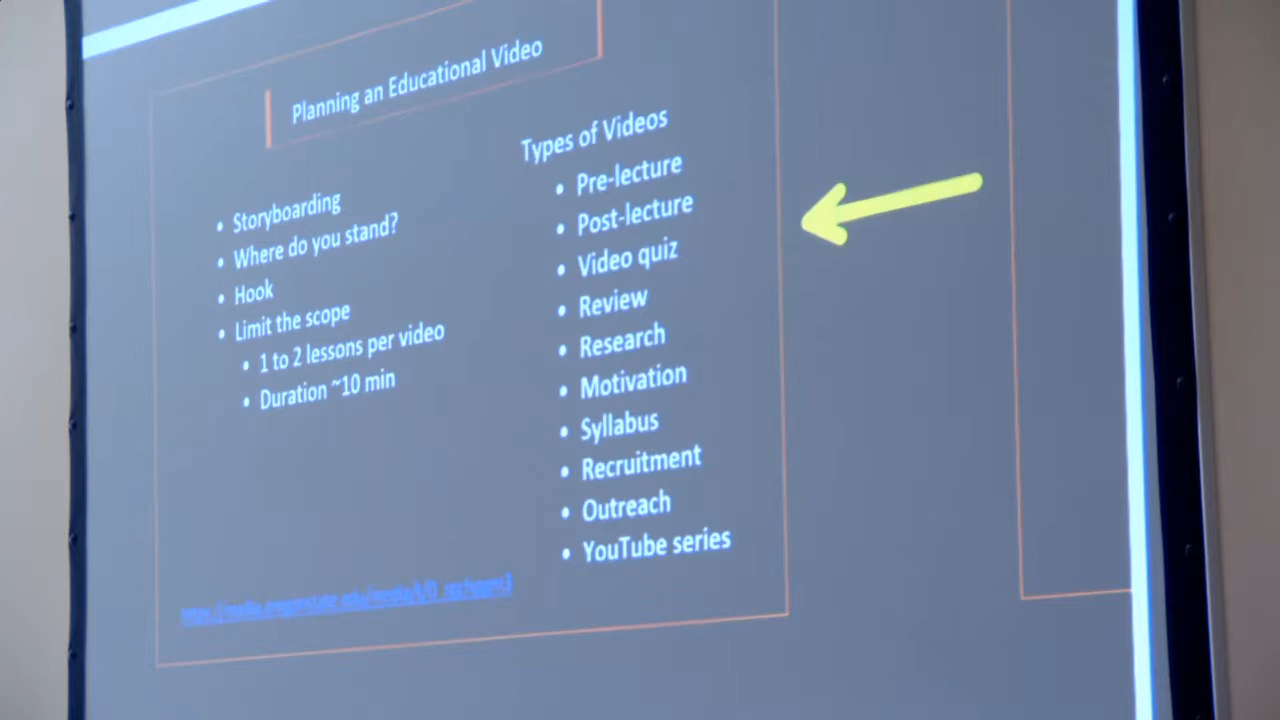 Planning an Educational Video
• Storyboarding
• Where do you stand?
• Hook
• Limit the scope
• 1 to 2 lessons per video
• Duration ~10 min
Types of Videos
• Pre-lecture
• Post-lecture
• Video quiz
• Review
• Research
• Motivation
• Syllabus
• Recruitment
• Outreach
• YouTube series